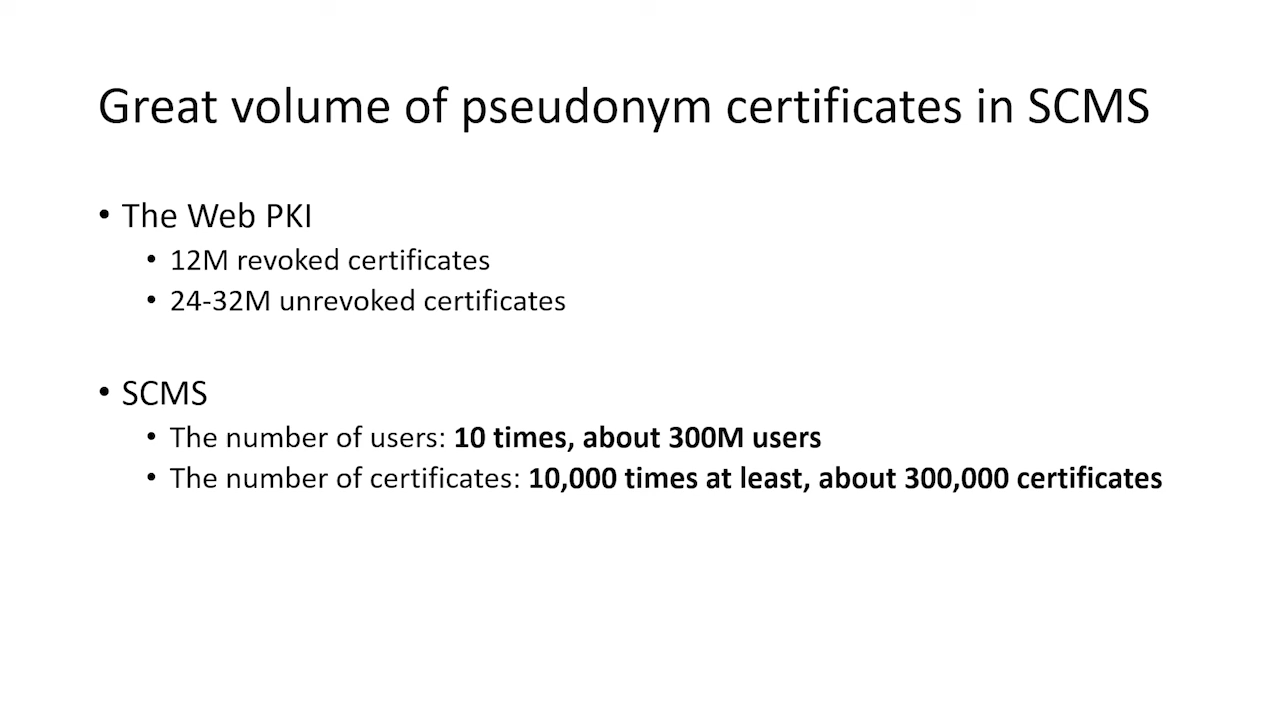 Great volume of pseudonym certificates in SCMS
• The Web PKI
• 12M revoked certificates
• 24-32M unrevoked certificates
• SCMS
• The number of users: 10 times, about 300M users
• The number of certificates: 10,000 times at least, about 300,000 certificates